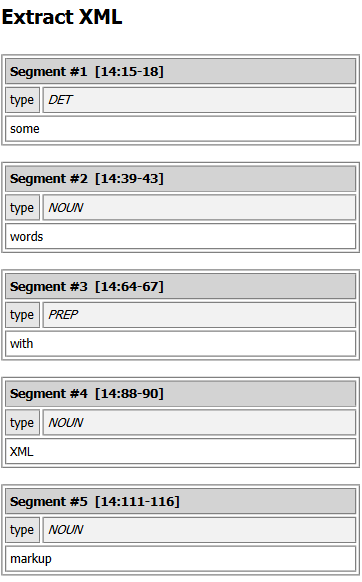 Extract XML
Segment #1 [14:15-18]
type DET
some
Segment #2 [14:39-43]
type NOUN
words
Segment #3 [14:64-67]
type PREP
with
Segment #4 [14:88-90]
type NOUN
XML
Segment #5 [14:111-116]
type NOUN
markup